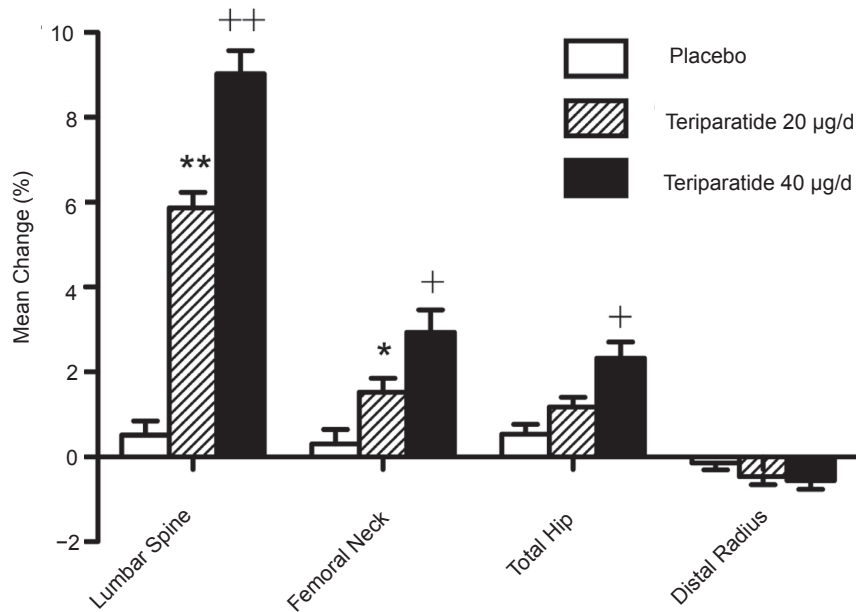 Mean Change (%)
10
8
6
4
2
0
−2
++
**
+
*
+
Placebo
Teriparatide 20 µg/d
Teriparatide 40 µg/d
Lumbar Spine
Femoral Neck
Total Hip
Distal Radius